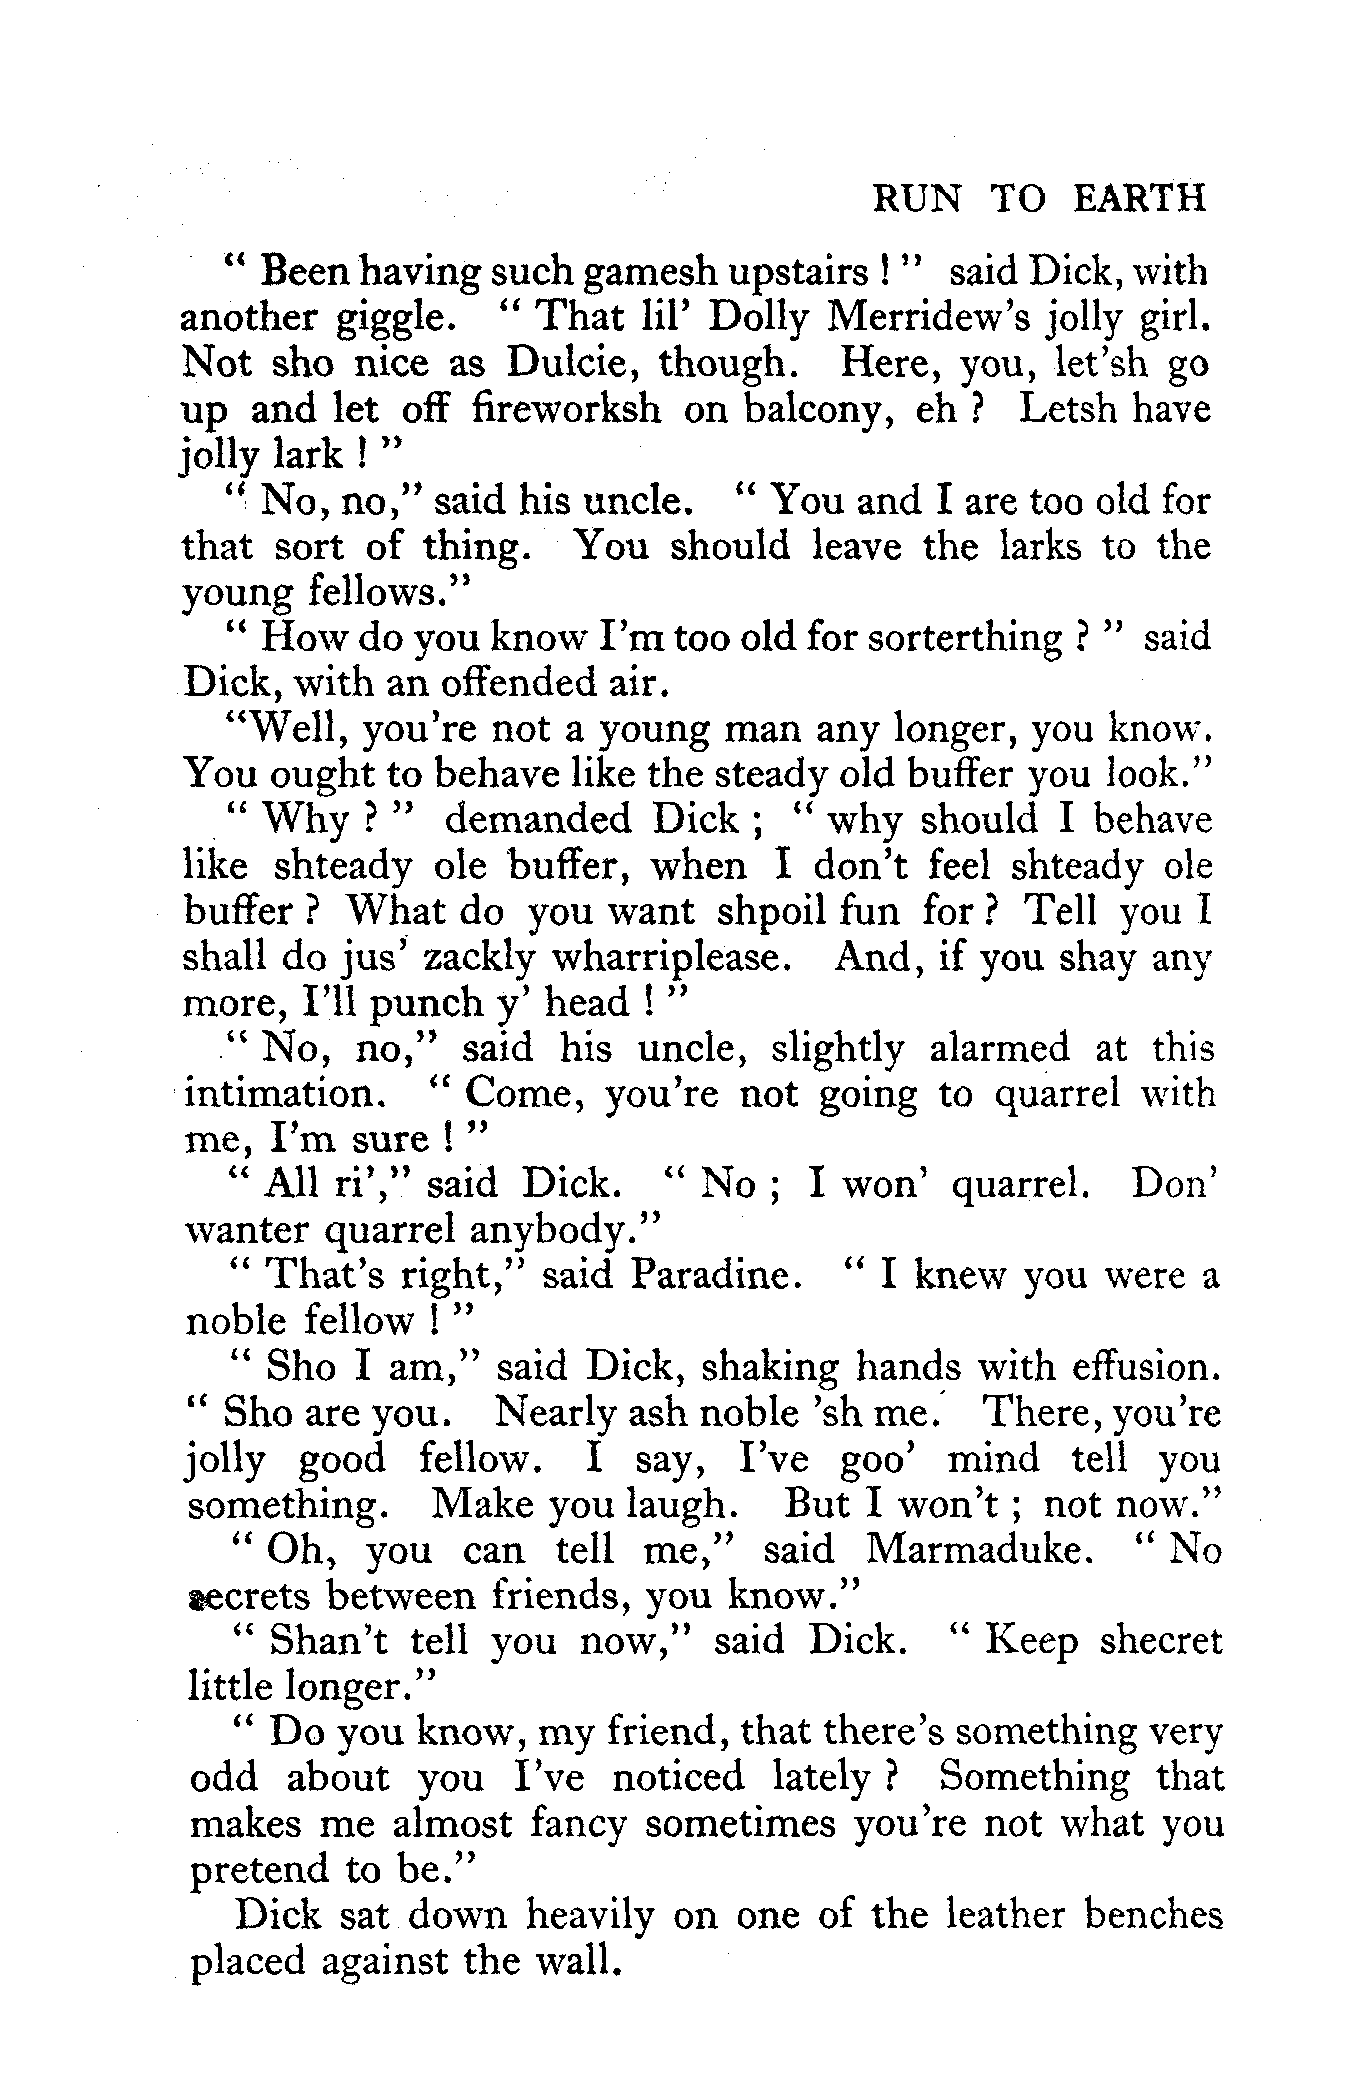 RUN TO EARTH
“ Been having such gamesh upstairs ! ” said Dick, with
another giggle. “ That lil’ Dolly Merridew’s jolly girl.
Not sho nice as Dulcie, though. Here, you, let’sh go
up and let off fireworksh on balcony, eh ? Letsh have
jolly lark ! ”
“ No, no,” said his uncle. “ You and I are too old for
that sort of thing. You should leave the larks to the
young fellows.”
“ How do you know I’m too old for sorterthing ? ” said
Dick, with an offended air.
“Well, you’re not a young man any longer, you know.
You ought to behave like the steady old buffer you look.”
“ Why ? ” demanded Dick ; “ why should I behave
like shteady ole buffer, when I don’t feel shteady ole
buffer ? What do you want shpoil fun for ? Tell you I
shall do jus’ zackly wharriplease. And, if you shay any
more, I’ll punch y’ head ! ”
“ No, no,” said his uncle, slightly alarmed at this
intimation. “ Come, you’re not going to quarrel with
me, I’m sure ! ”
“ All ri’,” said Dick. “ No ; I won’ quarrel. Don’
wanter quarrel anybody.”
“ That’s right,” said Paradine. “ I knew you were a
noble fellow ! ”
“ Sho I am,” said Dick, shaking hands with effusion.
“ Sho are you. Nearly ash noble ’sh me. There, you’re
jolly good fellow. I say, I’ve goo’ mind tell you
something. Make you laugh. But I won’t ; not now.”
“ Oh, you can tell me,” said Marmaduke. “ No
secrets between friends, you know.”
“ Shan’t tell you now,” said Dick. “ Keep shecret
little longer.”
“ Do you know, my friend, that there’s something very
odd about you I’ve noticed lately ? Something that
makes me almost fancy sometimes you’re not what you
pretend to be.”
Dick sat down heavily on one of the leather benches
placed against the wall.